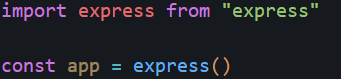 import express from "express"
const app = express()